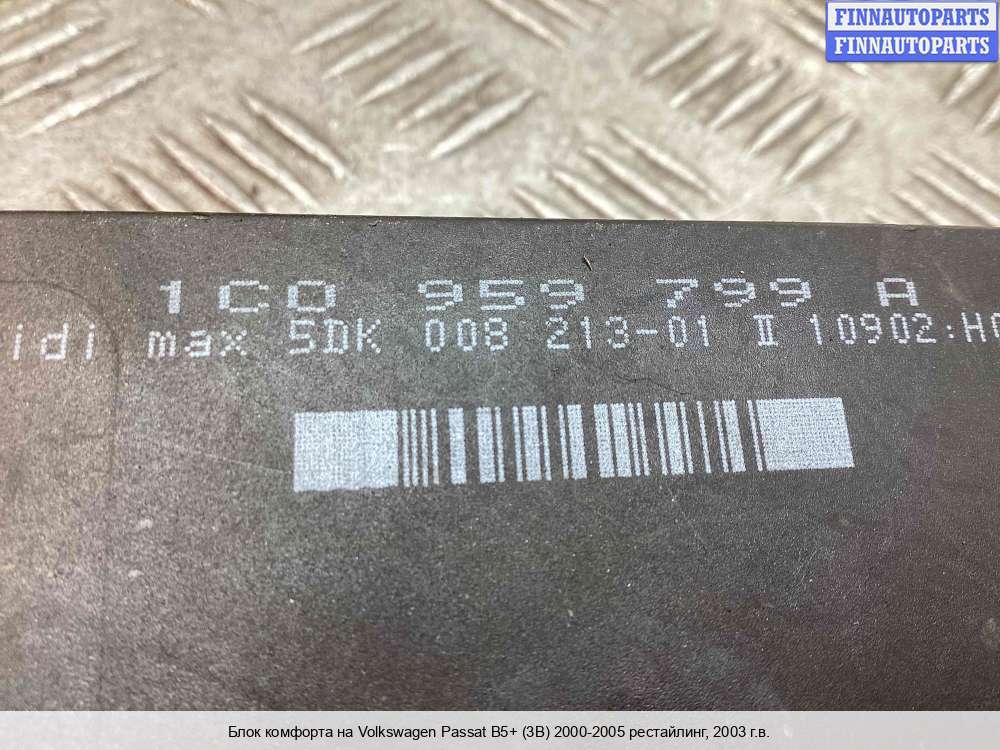 FINNAUTOPARTS
FINNAUTOPARTS
1C0 959 799 A
idi max 5DK 008 213-01 II 10902:H
Блок комфорта на Volkswagen Passat B5+ (3B) 2000-2005 рестайлинг, 2003 г.в.